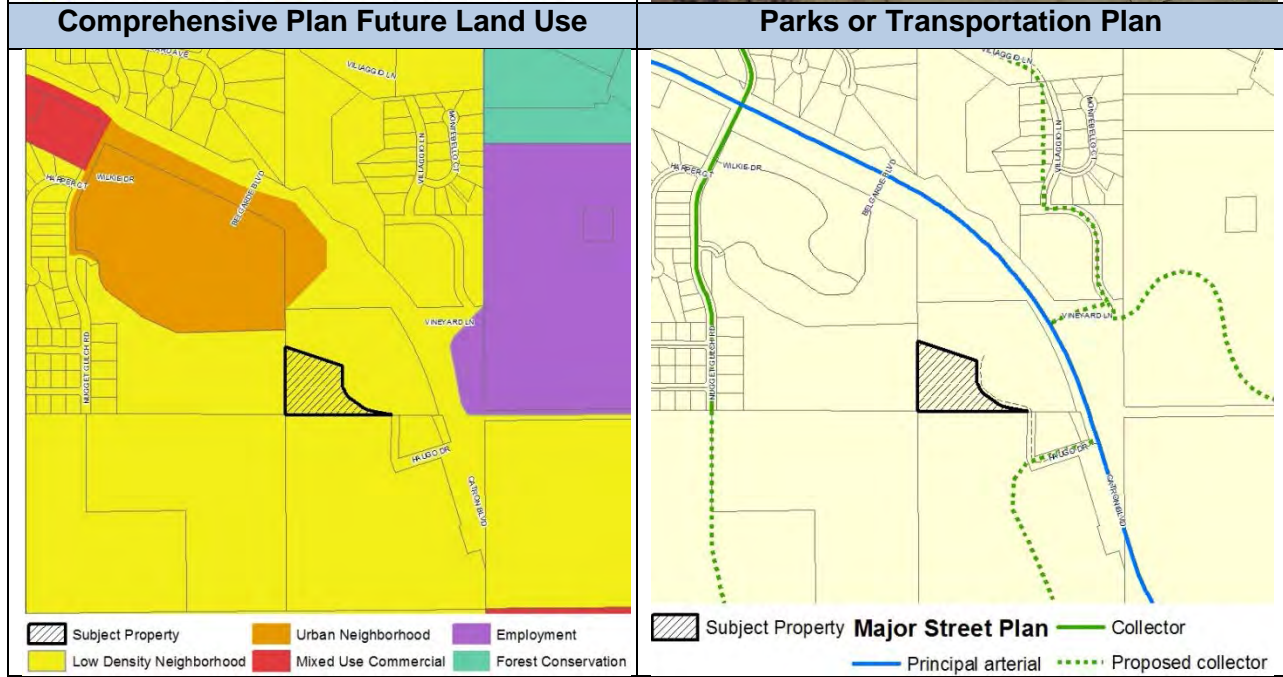 Comprehensive Plan Future Land Use
VILLAGGIO LN
MONTEBELLO CT
VILLAGGIO LN
HARPER CT
WILKIE DR
BELGARDE BLVD
VINEYARD LN
NUGGET GULCH RD
HAUGO DR
CATRON BLVD
Subject Property
Urban Neighborhood
Employment
Low Density Neighborhood
Mixed Use Commercial
Forest Conservation
Parks or Transportation Plan
VILLAGGIO LN
MONTEBELLO CT
VILLAGGIO LN
HARPER CT
WILKIE DR
BELGARDE BLVD
VINEYARD LN
NUGGET GULCH RD
HAUGO DR
CATRON BLVD
Subject Property
Major Street Plan
Collector
Principal arterial
Proposed collector